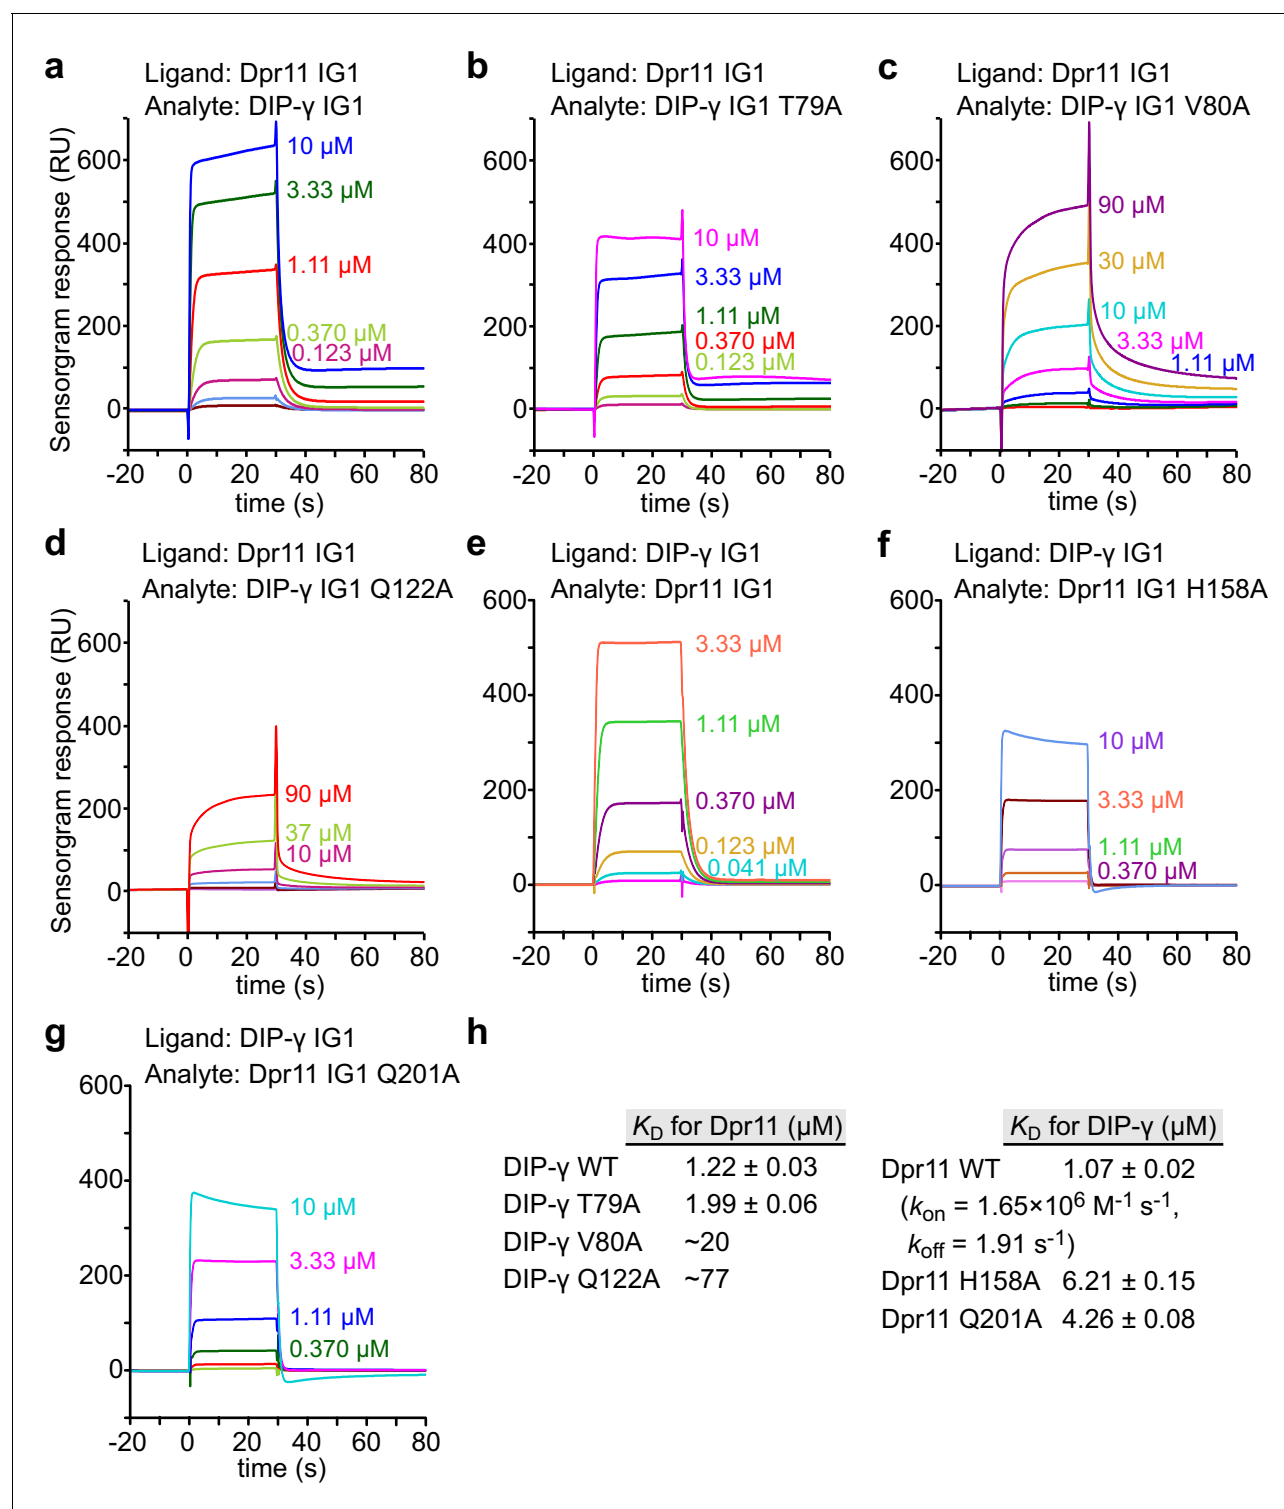 a
Ligand: Dpr11 IG1
Analyte: DIP-γ IG1
Sensorgram response (RU)
600
400
200
0
10 µM
3.33 µM
1.11 µM
0.370 µM
0.123 µM
-20 0 20 40 60 80
time (s)
b
Ligand: Dpr11 IG1
Analyte: DIP-γ IG1 T79A
600
400
200
0
10 µM
3.33 µM
1.11 µM
0.370 µM
0.123 µM
-20 0 20 40 60 80
time (s)
c
Ligand: Dpr11 IG1
Analyte: DIP-γ IG1 V80A
600
400
200
0
90 µM
30 µM
10 µM
3.33 µM
1.11 µM
-20 0 20 40 60 80
time (s)
d
Ligand: Dpr11 IG1
Analyte: DIP-γ IG1 Q122A
Sensorgram response (RU)
600
400
200
0
90 µM
37 µM
10 µM
-20 0 20 40 60 80
time (s)
e
Ligand: DIP-γ IG1
Analyte: Dpr11 IG1
600
400
200
0
3.33 µM
1.11 µM
0.370 µM
0.123 µM
0.041 µM
-20 0 20 40 60 80
time (s)
f
Ligand: DIP-γ IG1
Analyte: Dpr11 IG1 H158A
600
400
200
0
10 µM
3.33 µM
1.11 µM
0.370 µM
-20 0 20 40 60 80
time (s)
g
Ligand: DIP-γ IG1
Analyte: Dpr11 IG1 Q201A
600
400
200
0
10 µM
3.33 µM
1.11 µM
0.370 µM
-20 0 20 40 60 80
time (s)
h
K_D for Dpr11 (µM)
DIP-γ WT 1.22 ± 0.03
DIP-γ T79A 1.99 ± 0.06
DIP-γ V80A ~20
DIP-γ Q122A ~77
K_D for DIP-γ (µM)
Dpr11 WT 1.07 ± 0.02
(k_on = 1.65×10⁶ M⁻¹ s⁻¹,
k_off = 1.91 s⁻¹)
Dpr11 H158A 6.21 ± 0.15
Dpr11 Q201A 4.26 ± 0.08